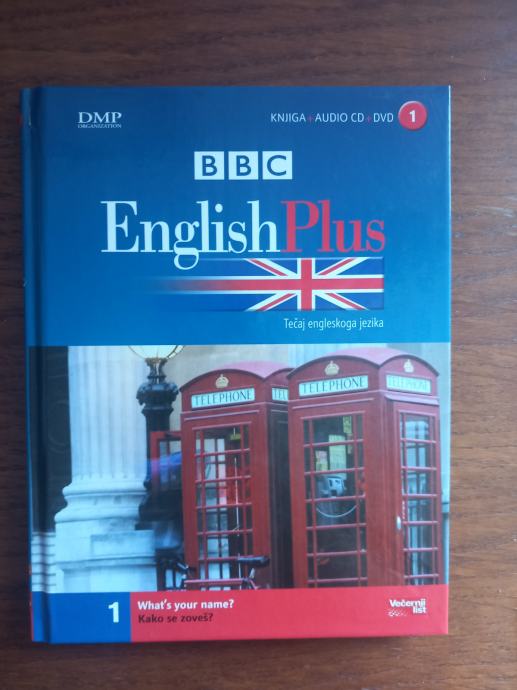 DMP
ORGANIZATION
KNJIGA+AUDIO CD+DVD 1
BBC
EnglishPlus
Tečaj engleskoga jezika
TELEPHONE
TELEPHONE
1 What's your name?
Kako se zoveš?
Večernji
list